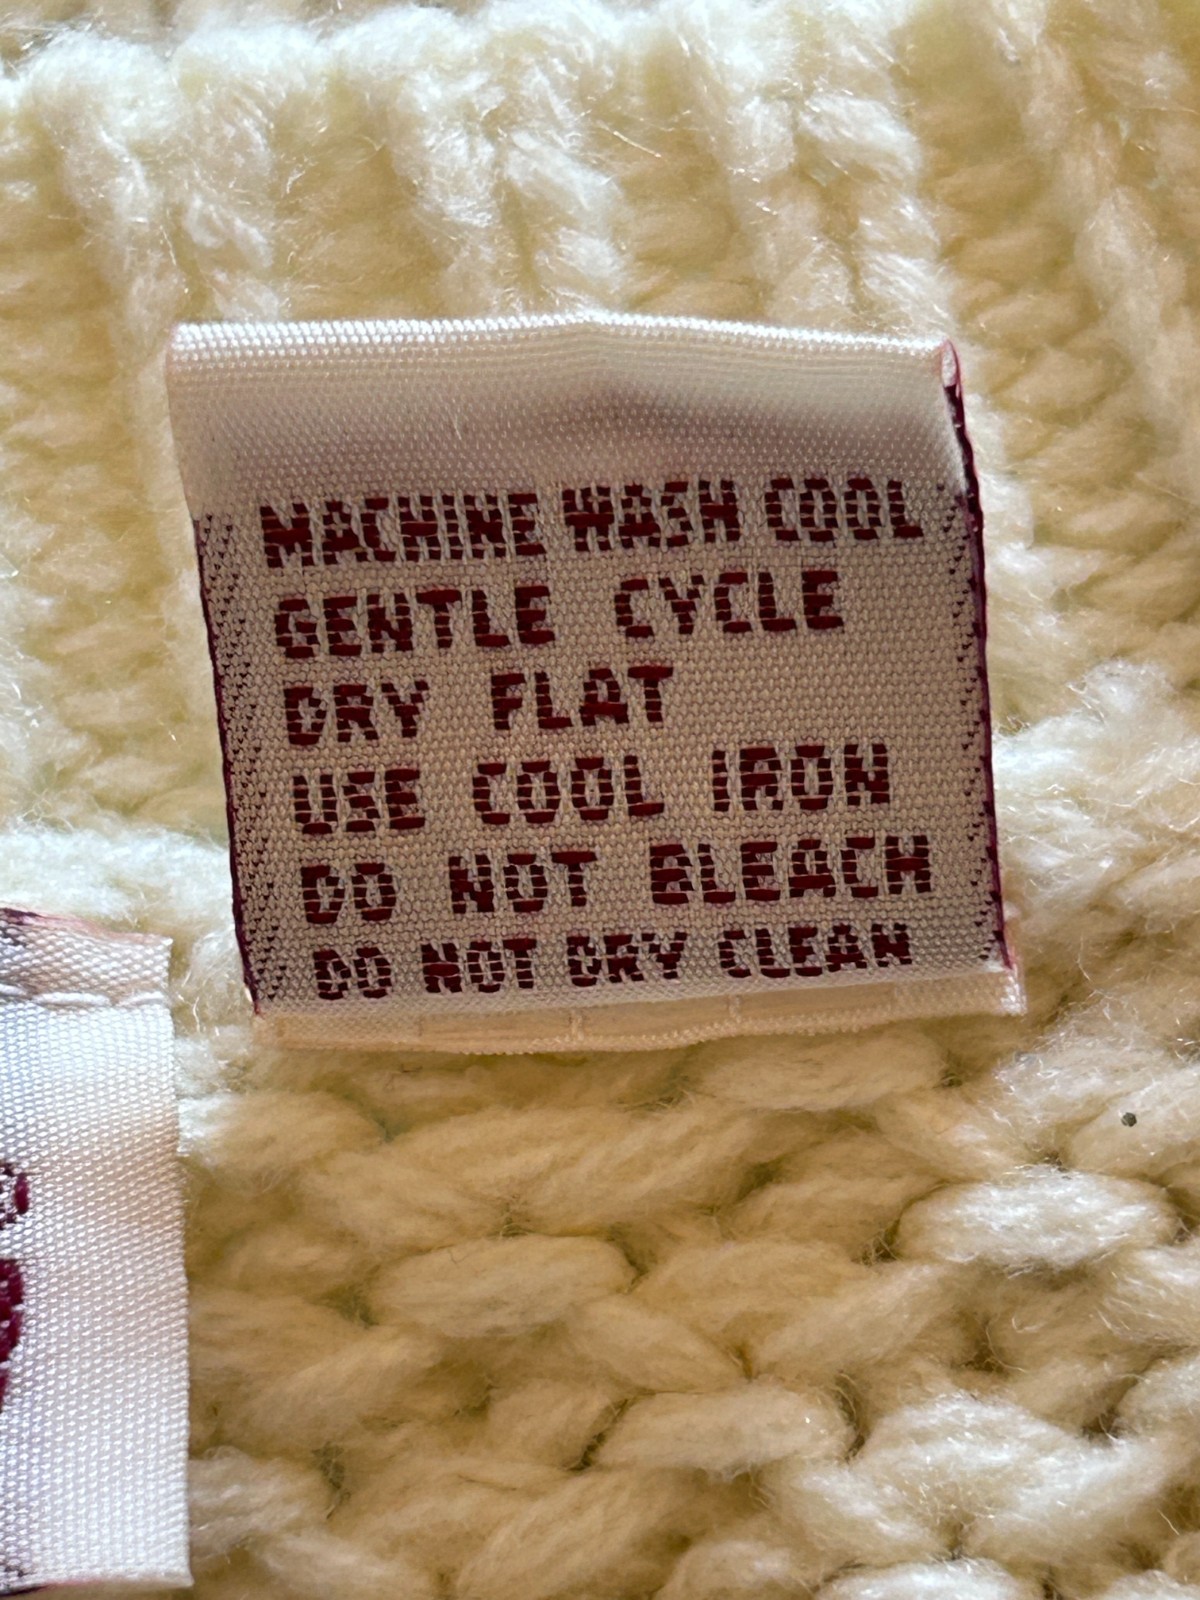 MACHINE WASH COOL
GENTLE CYCLE
DRY FLAT
USE COOL IRON
DO NOT BLEACH
DO NOT DRY CLEAN